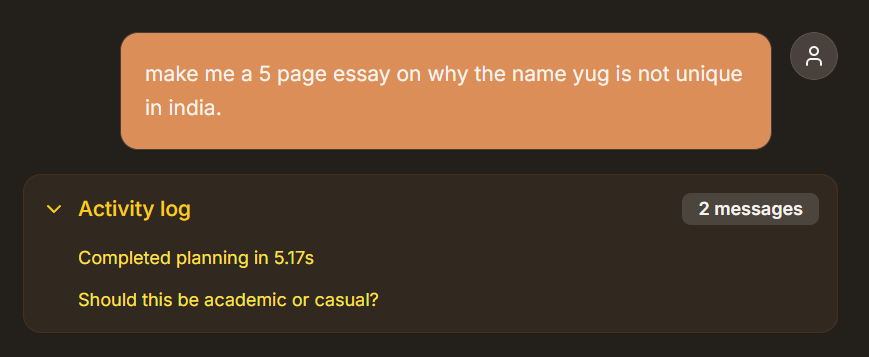 make me a 5 page essay on why the name yug is not unique
in india.
Activity log
2 messages
Completed planning in 5.17s
Should this be academic or casual?